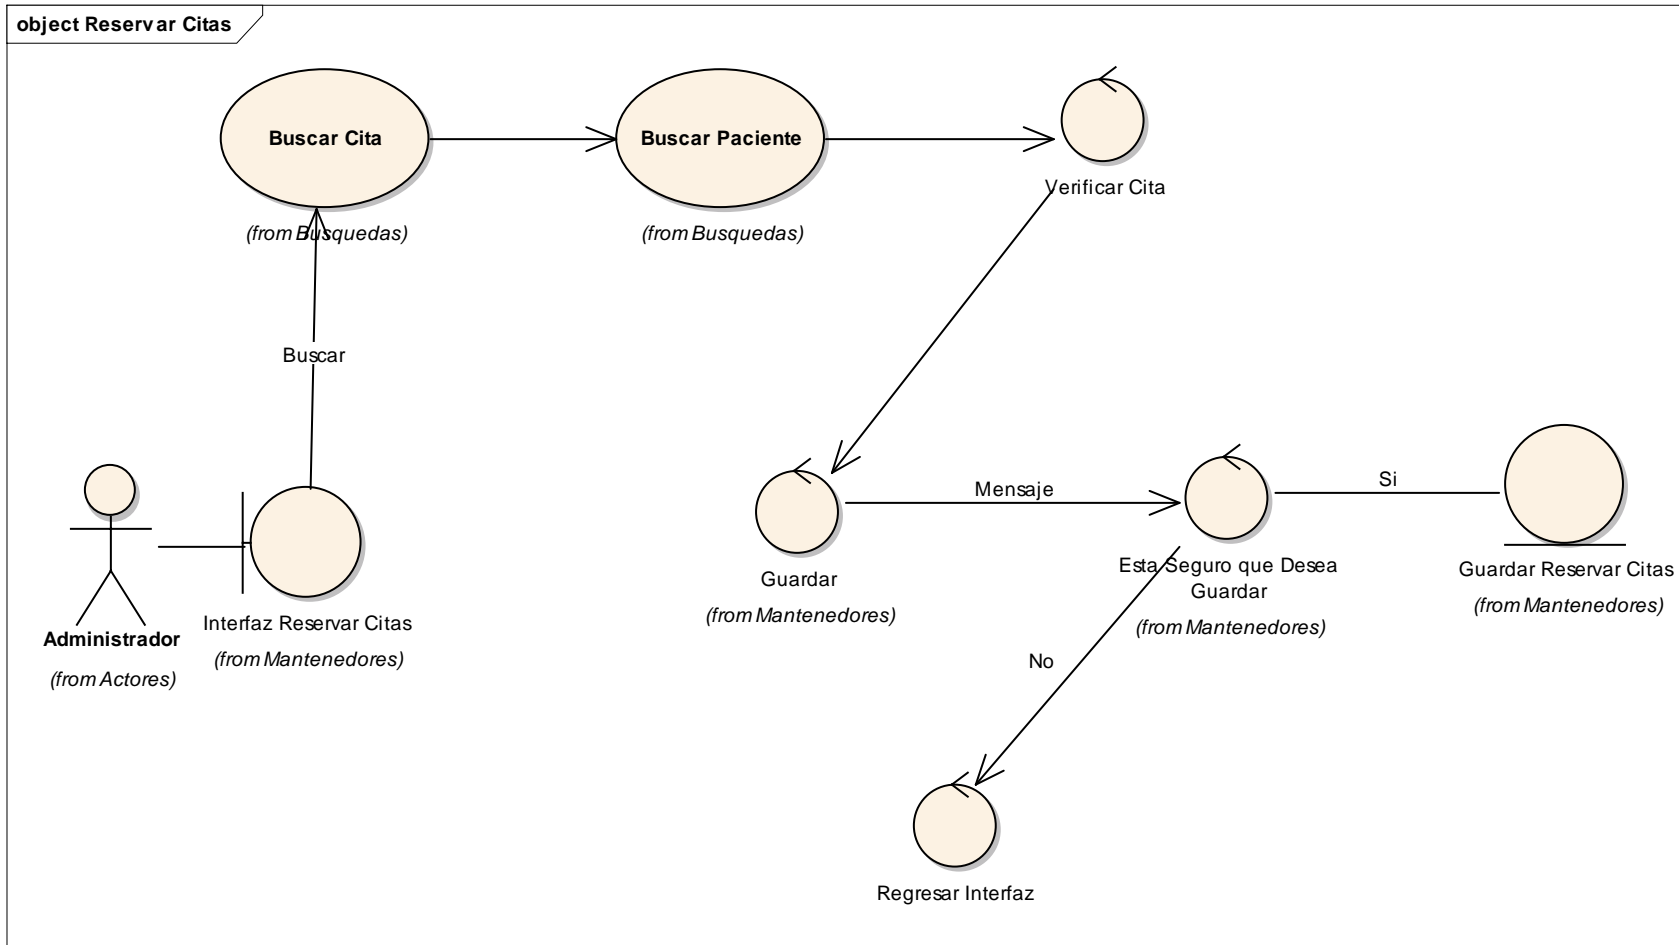 object Reservar Citas
Buscar Cita
(from Busquedas)
Buscar Paciente
(from Busquedas)
Verificar Cita
Buscar
Administrador
(from Actores)
Interfaz Reservar Citas
(from Mantenedores)
Guardar
(from Mantenedores)
Mensaje
Esta Seguro que Desea
Guardar
(from Mantenedores)
Si
Guardar Reservar Citas
(from Mantenedores)
No
Regresar Interfaz